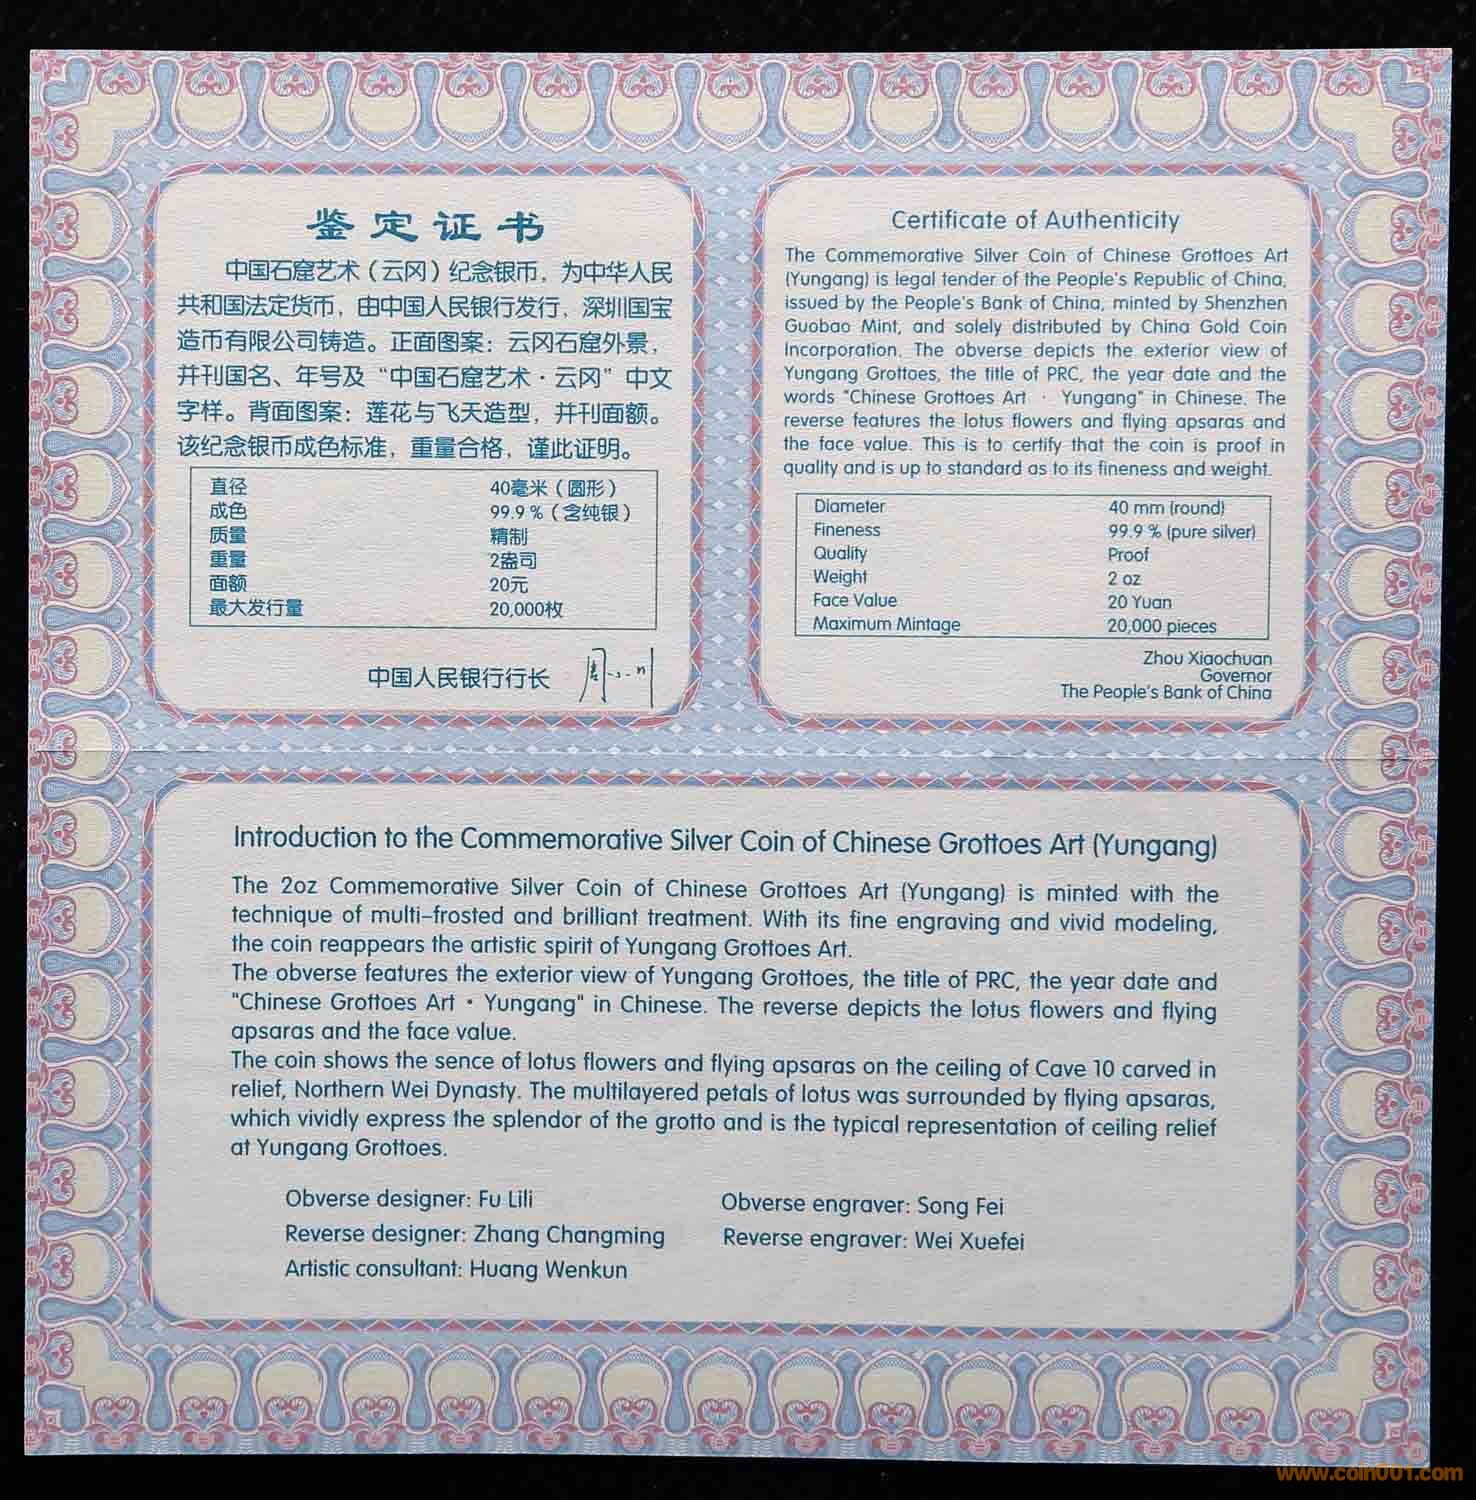 鉴定证书
中国石窟艺术（云冈）纪念银币，为中华人民
共和国法定货币，由中国人民银行发行，深圳国宝
造币有限公司铸造。正面图案：云冈石窟外景，
并刊国名、年号及“中国石窟艺术·云冈”中文
字样。背面图案：莲花与飞天造型，并刊面额。
该纪念银币成色标准，重量合格，谨此证明。
直径 40毫米（圆形）
成色 99.9％（含纯银）
质量 精制
重量 2盎司
面额 20元
最大发行量 20,000枚
中国人民银行行长 周小川
Certificate of Authenticity
The Commemorative Silver Coin of Chinese Grottoes Art
(Yungang) is legal tender of the People's Republic of China,
issued by the People's Bank of China, minted by Shenzhen
Guobao Mint, and solely distributed by China Gold Coin
Incorporation. The obverse depicts the exterior view of
Yungang Grottoes, the title of PRC, the year date and the
words "Chinese Grottoes Art · Yungang" in Chinese. The
reverse features the lotus flowers and flying apsaras and
the face value. This is to certify that the coin is proof in
quality and is up to standard as to its fineness and weight.
Diameter 40 mm (round)
Fineness 99.9 % (pure silver)
Quality Proof
Weight 2 oz
Face Value 20 Yuan
Maximum Mintage 20,000 pieces
Zhou Xiaochuan
Governor
The People's Bank of China
Introduction to the Commemorative Silver Coin of Chinese Grottoes Art (Yungang)
The 2oz Commemorative Silver Coin of Chinese Grottoes Art (Yungang) is minted with the
technique of multi-frosted and brilliant treatment. With its fine engraving and vivid modeling,
the coin reappears the artistic spirit of Yungang Grottoes Art.
The obverse features the exterior view of Yungang Grottoes, the title of PRC, the year date and
"Chinese Grottoes Art · Yungang" in Chinese. The reverse depicts the lotus flowers and flying
apsaras and the face value.
The coin shows the sence of lotus flowers and flying apsaras on the ceiling of Cave 10 carved in
relief, Northern Wei Dynasty. The multilayered petals of lotus was surrounded by flying apsaras,
which vividly express the splendor of the grotto and is the typical representation of ceiling relief
at Yungang Grottoes.
Obverse designer: Fu Lili Obverse engraver: Song Fei
Reverse designer: Zhang Changming Reverse engraver: Wei Xuefei
Artistic consultant: Huang Wenkun
www.coin001.com